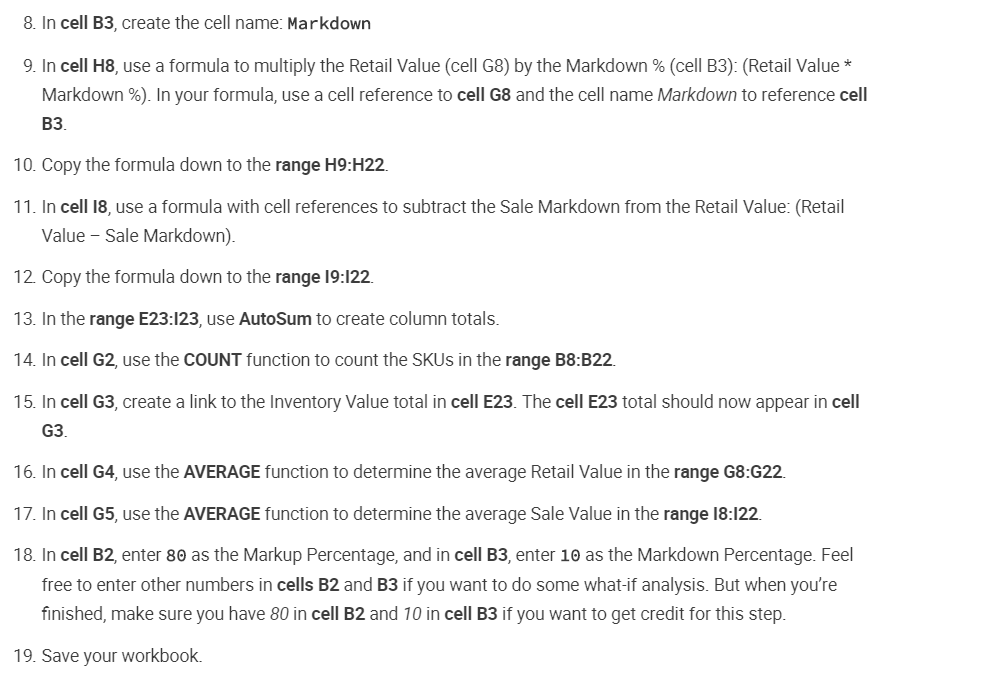 8. In cell B3, create the cell name: Markdown
9. In cell H8, use a formula to multiply the Retail Value (cell G8) by the Markdown % (cell B3): (Retail Value *
Markdown %). In your formula, use a cell reference to cell G8 and the cell name Markdown to reference cell
B3.
10. Copy the formula down to the range H9:H22.
11. In cell I8, use a formula with cell references to subtract the Sale Markdown from the Retail Value: (Retail
Value – Sale Markdown).
12. Copy the formula down to the range I9:I22.
13. In the range E23:I23, use AutoSum to create column totals.
14. In cell G2, use the COUNT function to count the SKUs in the range B8:B22.
15. In cell G3, create a link to the Inventory Value total in cell E23. The cell E23 total should now appear in cell
G3.
16. In cell G4, use the AVERAGE function to determine the average Retail Value in the range G8:G22.
17. In cell G5, use the AVERAGE function to determine the average Sale Value in the range I8:I22.
18. In cell B2, enter 80 as the Markup Percentage, and in cell B3, enter 10 as the Markdown Percentage. Feel
free to enter other numbers in cells B2 and B3 if you want to do some what-if analysis. But when you’re
finished, make sure you have 80 in cell B2 and 10 in cell B3 if you want to get credit for this step.
19. Save your workbook.